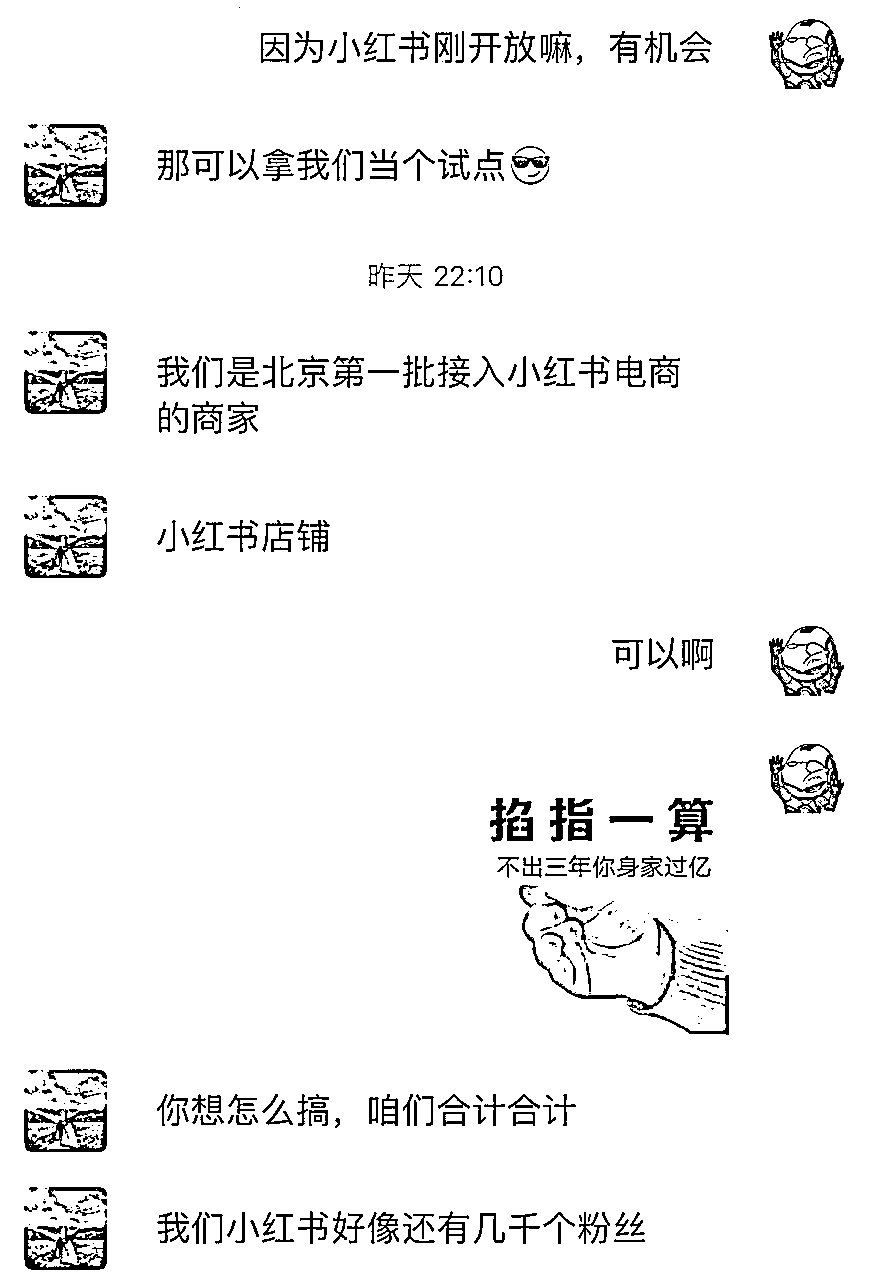 因为小红书刚开放嘛，有机会
那可以拿我们当个试点😎
昨天 22:10
我们是北京第一批接入小红书电商
的商家
小红书店铺
可以啊
掐指一算
不出三年你身家过亿
你想怎么搞，咱们合计合计
我们小红书好像还有几千个粉丝